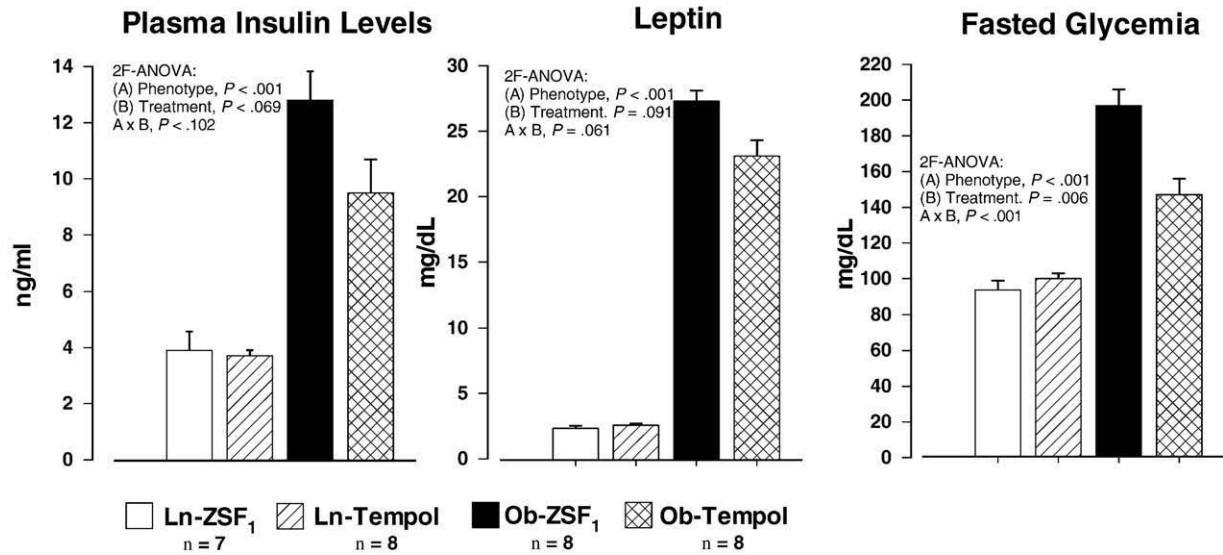 Plasma Insulin Levels
2F-ANOVA:
(A) Phenotype, P < .001
(B) Treatment, P < .069
A x B, P < .102
ng/ml
14
12
10
8
6
4
2
0
Leptin
2F-ANOVA:
(A) Phenotype, P < .001
(B) Treatment. P = .091
A x B, P = .061
mg/dL
30
25
20
15
10
5
0
Fasted Glycemia
2F-ANOVA:
(A) Phenotype, P < .001
(B) Treatment. P = .006
A x B, P < .001
mg/dL
220
200
180
160
140
120
100
80
60
40
20
0
Ln-ZSF₁ Ln-Tempol Ob-ZSF₁ Ob-Tempol
n = 7 n = 8 n = 8 n = 8